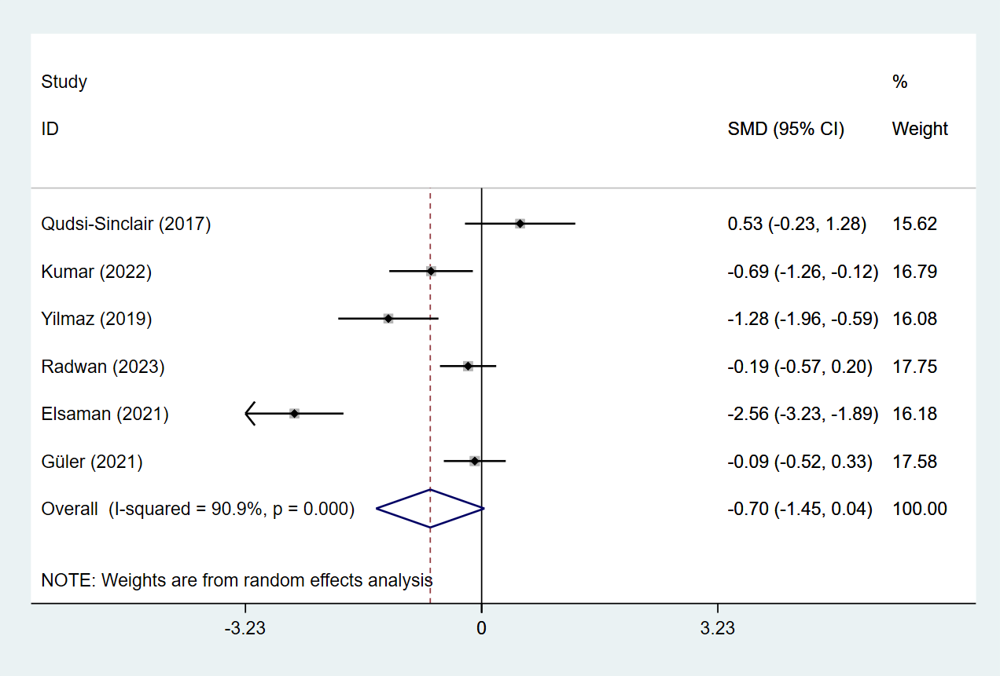 Study %
ID SMD (95% CI) Weight
Qudsi-Sinclair (2017) 0.53 (-0.23, 1.28) 15.62
Kumar (2022) -0.69 (-1.26, -0.12) 16.79
Yilmaz (2019) -1.28 (-1.96, -0.59) 16.08
Radwan (2023) -0.19 (-0.57, 0.20) 17.75
Elsaman (2021) -2.56 (-3.23, -1.89) 16.18
Güler (2021) -0.09 (-0.52, 0.33) 17.58
Overall (I-squared = 90.9%, p = 0.000) -0.70 (-1.45, 0.04) 100.00
NOTE: Weights are from random effects analysis
-3.23 0 3.23